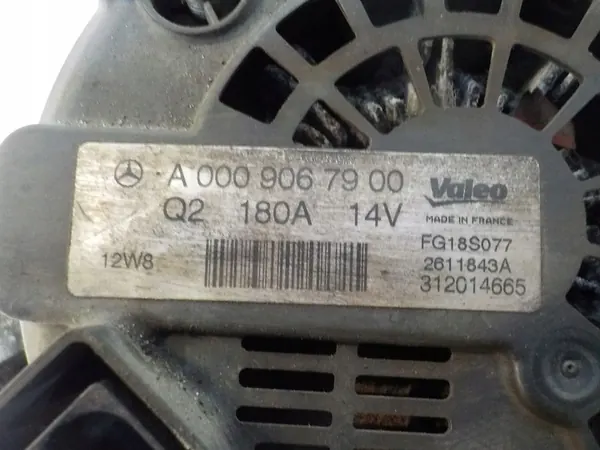 A 000 906 79 00
Valeo
Q2 180A 14V
MADE IN FRANCE
FG18S077
12W8
2611843A
312014665